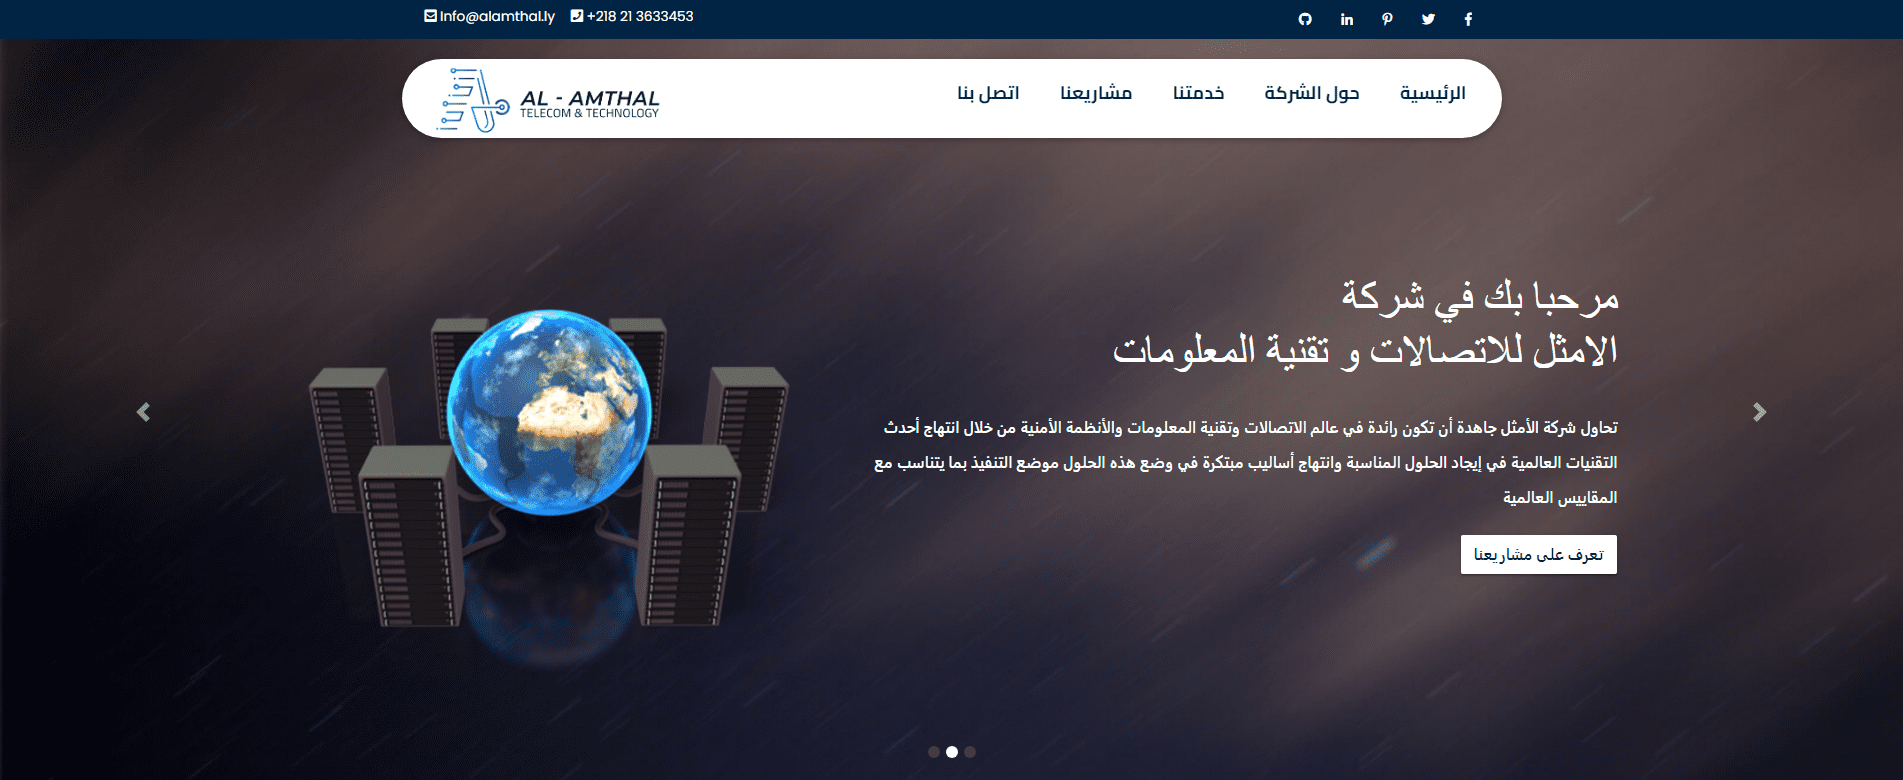 Info@alamthal.ly +218 21 3633453
AL - AMTHAL
TELECOM & TECHNOLOGY
الرئيسية حول الشركة خدمتنا مشاريعنا اتصل بنا
مرحبا بك في شركة
الامثل للاتصالات و تقنية المعلومات
تحاول شركة الأمثل جاهدة أن تكون رائدة في عالم الاتصالات وتقنية المعلومات والأنظمة الأمنية من خلال انتهاج أحدث
التقنيات العالمية في إيجاد الحلول المناسبة وانتهاج أساليب مبتكرة في وضع هذه الحلول موضع التنفيذ بما يتناسب مع
المقاييس العالمية
تعرف على مشاريعنا